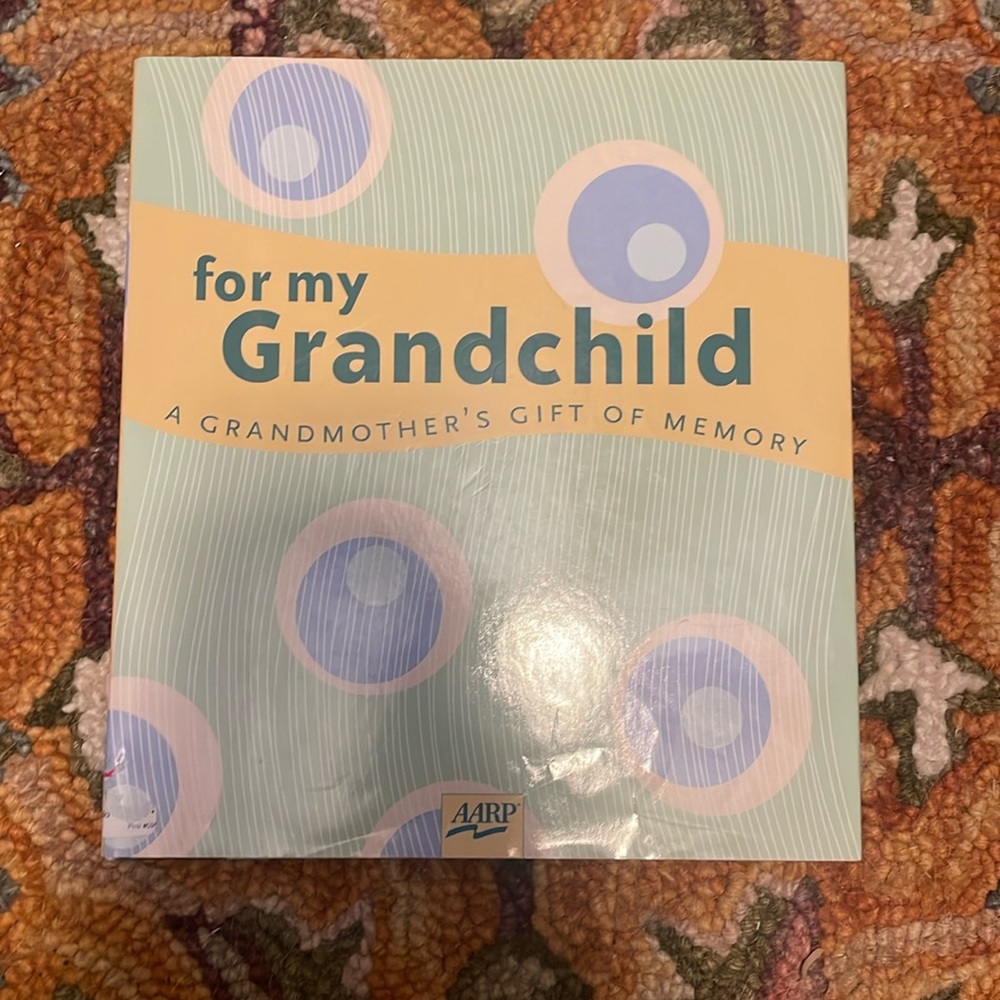 for my
Grandchild
A GRANDMOTHER'S GIFT OF MEMORY
AARP